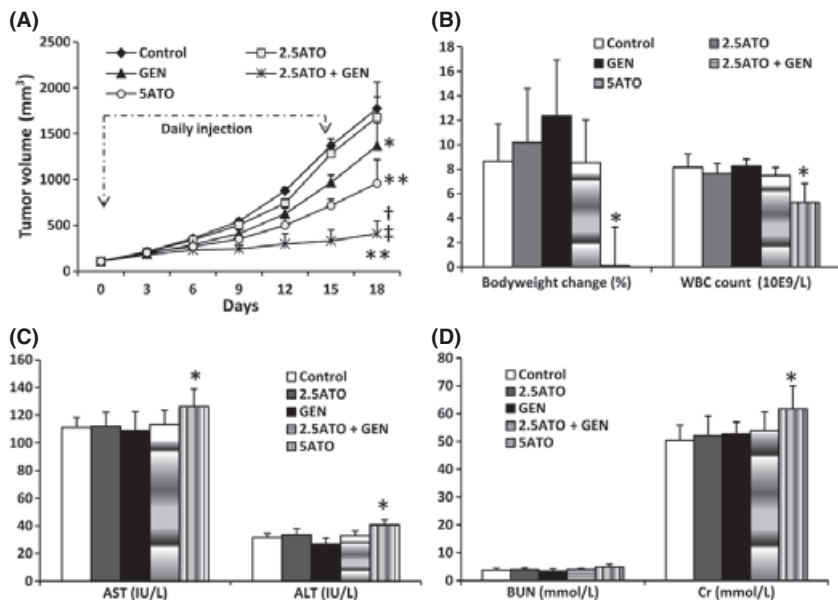 (A)
Control
2.5ATO
GEN
2.5ATO + GEN
5ATO
Tumor volume (mm³)
2500
2000
1500
1000
500
0
Daily injection
*
**
†
‡
**
0 3 6 9 12 15 18
Days
(B)
Control
2.5ATO
GEN
2.5ATO + GEN
5ATO
18
16
14
12
10
8
6
4
2
0
*
*
Bodyweight change (%)
WBC count (10E9/L)
(C)
160
140
120
100
80
60
40
20
0
Control
2.5ATO
GEN
2.5ATO + GEN
5ATO
*
*
AST (IU/L)
ALT (IU/L)
(D)
80
70
60
50
40
30
20
10
0
Control
2.5ATO
GEN
2.5ATO + GEN
5ATO
*
BUN (mmol/L)
Cr (mmol/L)